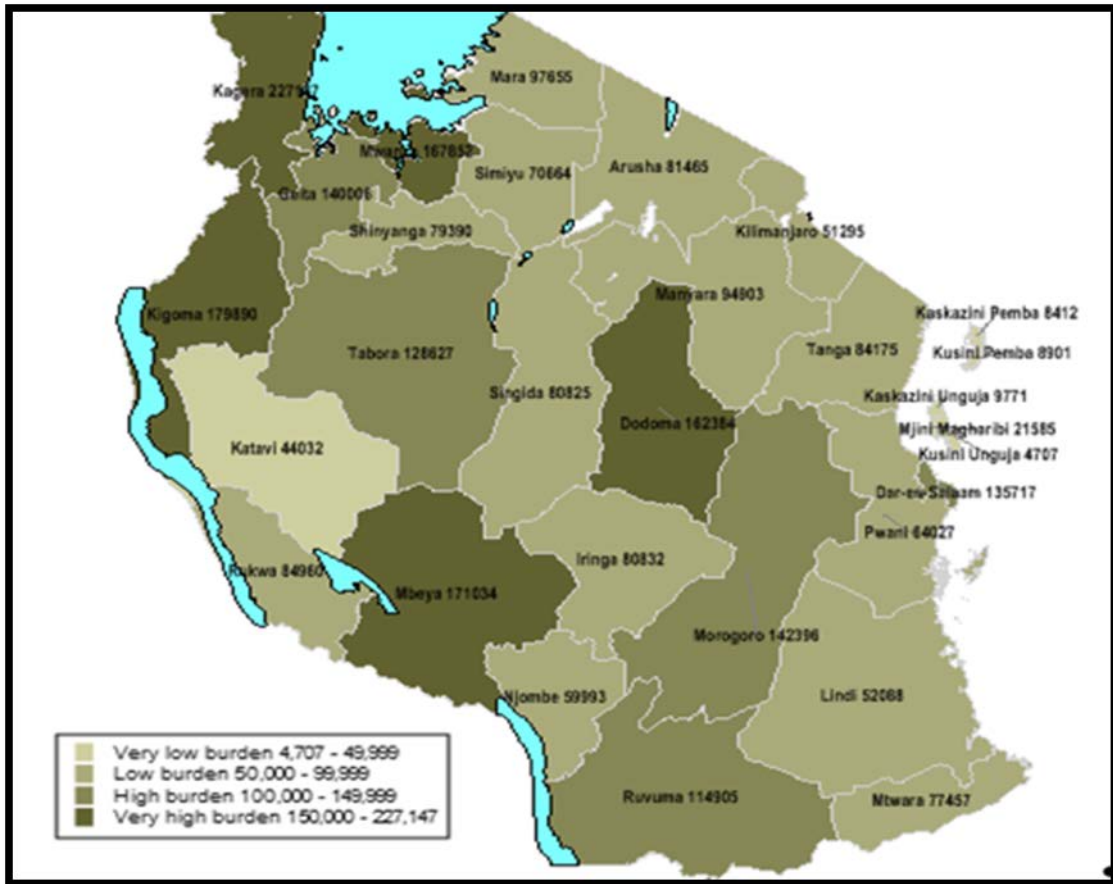 Mara 97655
Kagera 227147
Mwanza 167852
Simiyu 70664
Arusha 81465
Geita 140006
Shinyanga 79390
Kilimanjaro 51295
Manyara 94903
Kigoma 179890
Kaskazini Pemba 8412
Tabora 128627
Tanga 84175
Kusini Pemba 8901
Singida 80825
Kaskazini Unguja 9771
Dodoma 162384
Mjini Magharibi 21585
Katavi 44032
Kusini Unguja 4707
Dar-es-Salaam 135717
Pwani 64027
Iringa 80832
Rukwa 84960
Mbeya 171034
Morogoro 142396
Njombe 59993
Lindi 52068
Ruvuma 114905
Mtwara 77457
Very low burden 4,707 - 49,999
Low burden 50,000 - 99,999
High burden 100,000 - 149,999
Very high burden 150,000 - 227,147